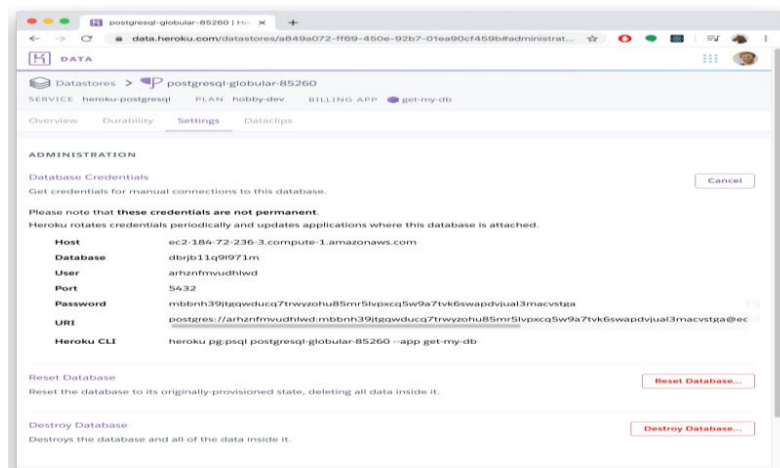 postgresql-globular-85260 | He
data.heroku.com/datastores/a849a072-ff69-450e-92b7-01ea90cf459b#administrat...
DATA
Datastores > postgresql-globular-85260
SERVICE heroku-postgresql PLAN hobby-dev BILLING APP get-my-db
Overview Durability Settings Dataclips
ADMINISTRATION
Database Credentials
Cancel
Get credentials for manual connections to this database.
Please note that these credentials are not permanent.
Heroku rotates credentials periodically and updates applications where this database is attached.
Host ec2-184-72-236-3.compute-1.amazonaws.com
Database dbrjb11q9l971m
User arhznfmvudhlwd
Port 5432
Password mbbnh39jtgqwducq7trwyzohu85mr5lvpxcq5w9a7tvk6swapdvjual3macvstga
URI postgres://arhznfmvudhlwd:mbbnh39jtgqwducq7trwyzohu85mr5lvpxcq5w9a7tvk6swapdvjual3macvstga@ec
Heroku CLI heroku pg:psql postgresql-globular-85260 --app get-my-db
Reset Database
Reset Database...
Reset the database to its originally-provisioned state, deleting all data inside it.
Destroy Database
Destroy Database...
Destroys the database and all of the data inside it.